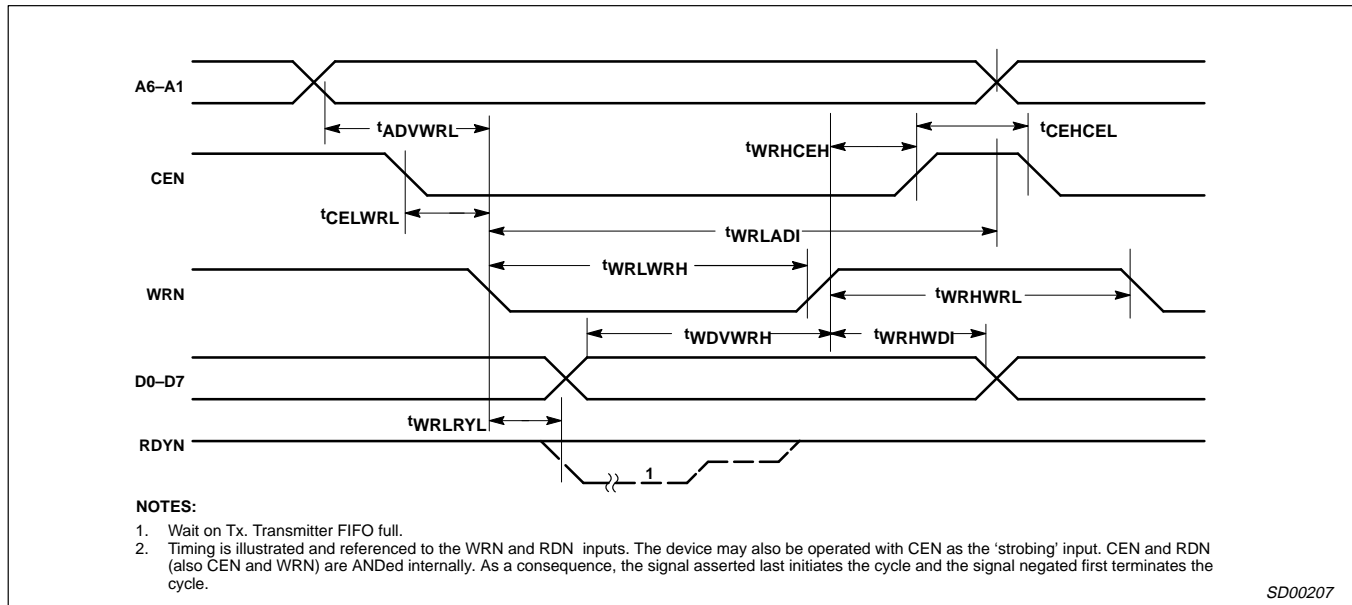 A6–A1
tADVWRL
tCEHCEL
tWRHCEH
CEN
tCELWRL
tWRLADI
tWRLWRH
WRN
tWRHWRL
tWDVWRH
tWRHWDI
D0–D7
tWRLRYL
RDYN
1
NOTES:
1. Wait on Tx. Transmitter FIFO full.
2. Timing is illustrated and referenced to the WRN and RDN inputs. The device may also be operated with CEN as the ‘strobing’ input. CEN and RDN
(also CEN and WRN) are ANDed internally. As a consequence, the signal asserted last initiates the cycle and the signal negated first terminates the
cycle.
SD00207